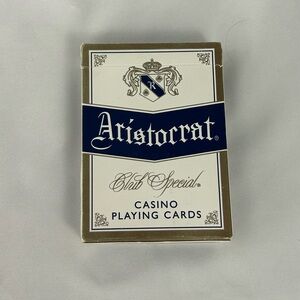 K
Aristocrat®
Club Special®
CASINO
PLAYING CARDS